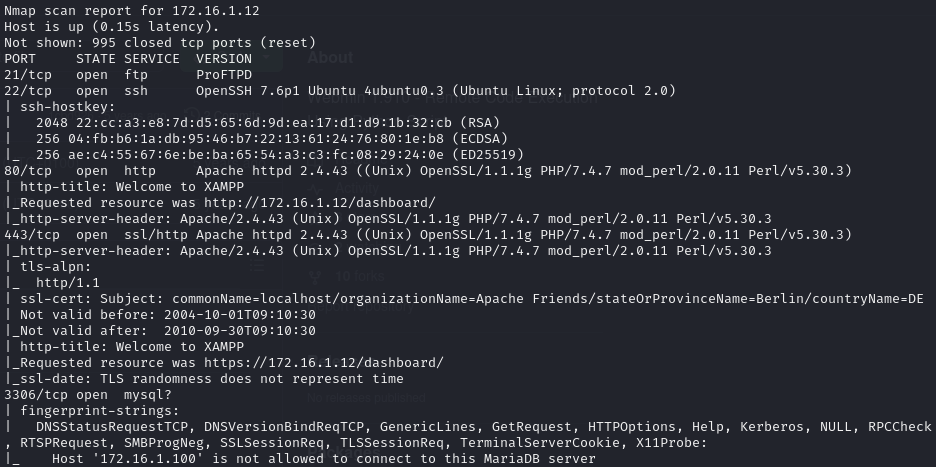 Nmap scan report for 172.16.1.12
Host is up (0.15s latency).
Not shown: 995 closed tcp ports (reset)
PORT     STATE SERVICE  VERSION
21/tcp   open  ftp      ProFTPD
22/tcp   open  ssh      OpenSSH 7.6p1 Ubuntu 4ubuntu0.3 (Ubuntu Linux; protocol 2.0)
| ssh-hostkey:
|   2048 22:cc:a3:e8:7d:d5:65:6d:9d:ea:17:d1:d9:1b:32:cb (RSA)
|   256 04:fb:b6:1a:db:95:46:b7:22:13:61:24:76:80:1e:b8 (ECDSA)
|_  256 ae:c4:55:67:6e:be:ba:65:54:a3:c3:fc:08:29:24:0e (ED25519)
80/tcp   open  http     Apache httpd 2.4.43 ((Unix) OpenSSL/1.1.1g PHP/7.4.7 mod_perl/2.0.11 Perl/v5.30.3)
| http-title: Welcome to XAMPP
|_Requested resource was http://172.16.1.12/dashboard/
|_http-server-header: Apache/2.4.43 (Unix) OpenSSL/1.1.1g PHP/7.4.7 mod_perl/2.0.11 Perl/v5.30.3
443/tcp  open  ssl/http Apache httpd 2.4.43 ((Unix) OpenSSL/1.1.1g PHP/7.4.7 mod_perl/2.0.11 Perl/v5.30.3)
|_http-server-header: Apache/2.4.43 (Unix) OpenSSL/1.1.1g PHP/7.4.7 mod_perl/2.0.11 Perl/v5.30.3
| tls-alpn:
|_  http/1.1
| ssl-cert: Subject: commonName=localhost/organizationName=Apache Friends/stateOrProvinceName=Berlin/countryName=DE
| Not valid before: 2004-10-01T09:10:30
|_Not valid after:  2010-09-30T09:10:30
| http-title: Welcome to XAMPP
|_Requested resource was https://172.16.1.12/dashboard/
|_ssl-date: TLS randomness does not represent time
3306/tcp open  mysql?
| fingerprint-strings:
|   DNSStatusRequestTCP, DNSVersionBindReqTCP, GenericLines, GetRequest, HTTPOptions, Help, Kerberos, NULL, RPCCheck
, RTSPRequest, SMBProgNeg, SSLSessionReq, TLSSessionReq, TerminalServerCookie, X11Probe:
|_    Host '172.16.1.100' is not allowed to connect to this MariaDB server